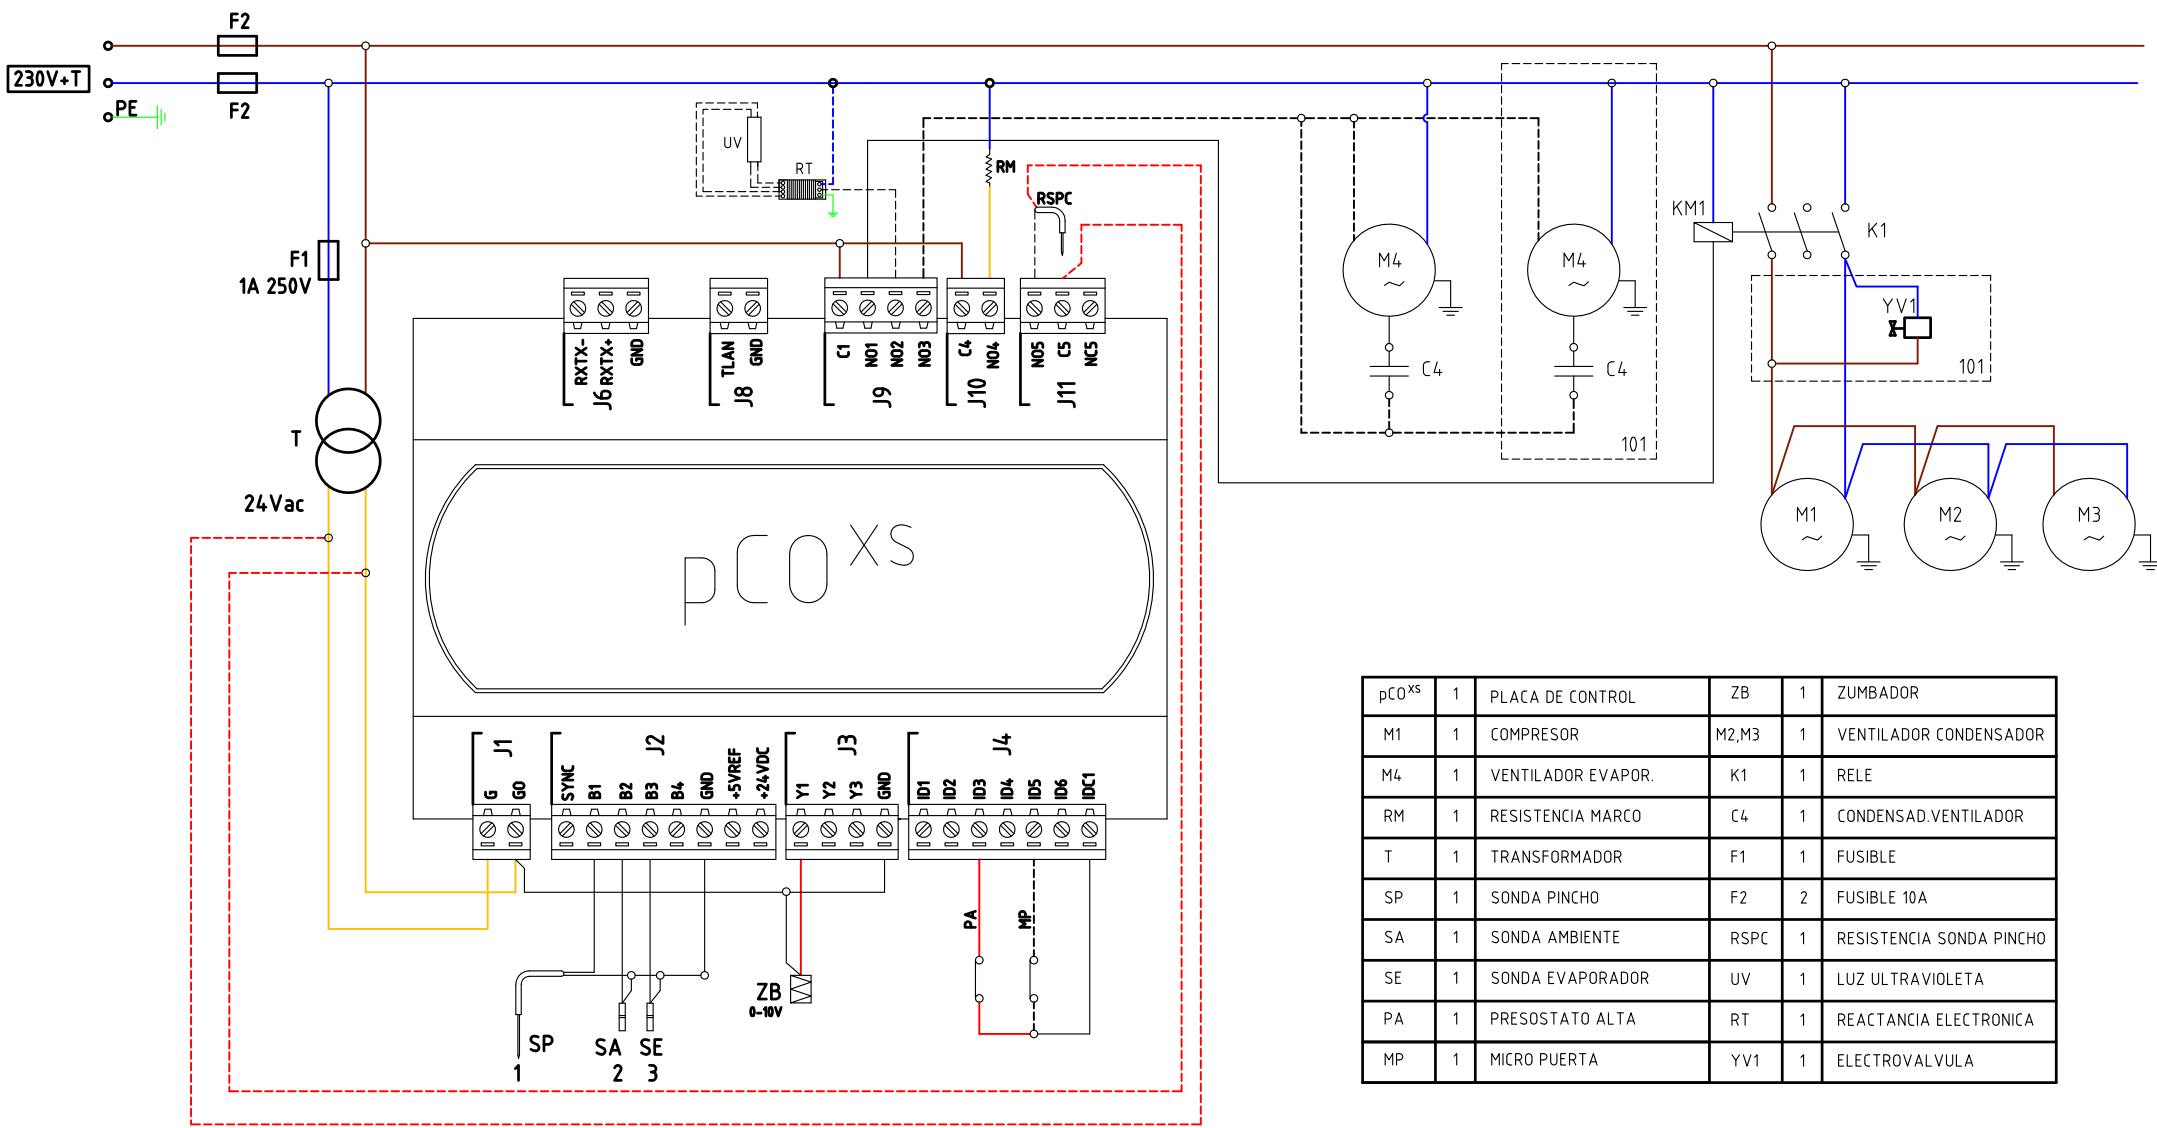 F2
230V+T
F2
PE
UV
RT
RM
RSPC
KM1
K1
F1
1A 250V
M4
M4
YV1
101
RXTX-
RXTX+
GND
J6
TLAN
GND
J8
C1
NO1
NO2
NO3
J9
C4
NO4
J10
NO5
C5
NC5
J11
C4
C4
101
T
24Vac
pCO XS
M1
M2
M3
G
G0
J1
SYNC
B1
B2
B3
B4
GND
+5VREF
+24VDC
J2
Y1
Y2
Y3
GND
J3
ID1
ID2
ID3
ID4
ID5
ID6
IDC1
J4
PA
MP
ZB
0-10V
SP
1
SA
2
SE
3
pCO XS 1 PLACA DE CONTROL ZB 1 ZUMBADOR
M1 1 COMPRESOR M2,M3 1 VENTILADOR CONDENSADOR
M4 1 VENTILADOR EVAPOR. K1 1 RELE
RM 1 RESISTENCIA MARCO C4 1 CONDENSAD.VENTILADOR
T 1 TRANSFORMADOR F1 1 FUSIBLE
SP 1 SONDA PINCHO F2 2 FUSIBLE 10A
SA 1 SONDA AMBIENTE RSPC 1 RESISTENCIA SONDA PINCHO
SE 1 SONDA EVAPORADOR UV 1 LUZ ULTRAVIOLETA
PA 1 PRESOSTATO ALTA RT 1 REACTANCIA ELECTRONICA
MP 1 MICRO PUERTA YV1 1 ELECTROVALVULA